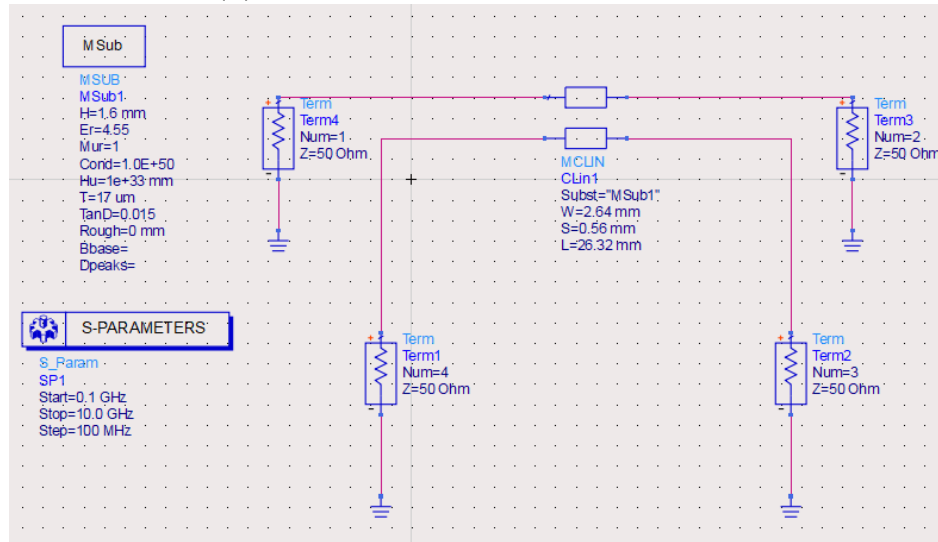 MSub
MSUB
MSub1
H=1.6 mm
Er=4.55
Mur=1
Cond=1.0E+50
Hu=1e+33 mm
T=17 um
TanD=0.015
Rough=0 mm
Bbase=
Dpeaks=
Term
Term4
Num=1
Z=50 Ohm
MCLIN
CLin1
Subst="MSub1"
W=2.64 mm
S=0.56 mm
L=26.32 mm
Term
Term3
Num=2
Z=50 Ohm
S-PARAMETERS
S_Param
SP1
Start=0.1 GHz
Stop=10.0 GHz
Step=100 MHz
Term
Term1
Num=4
Z=50 Ohm
Term
Term2
Num=3
Z=50 Ohm